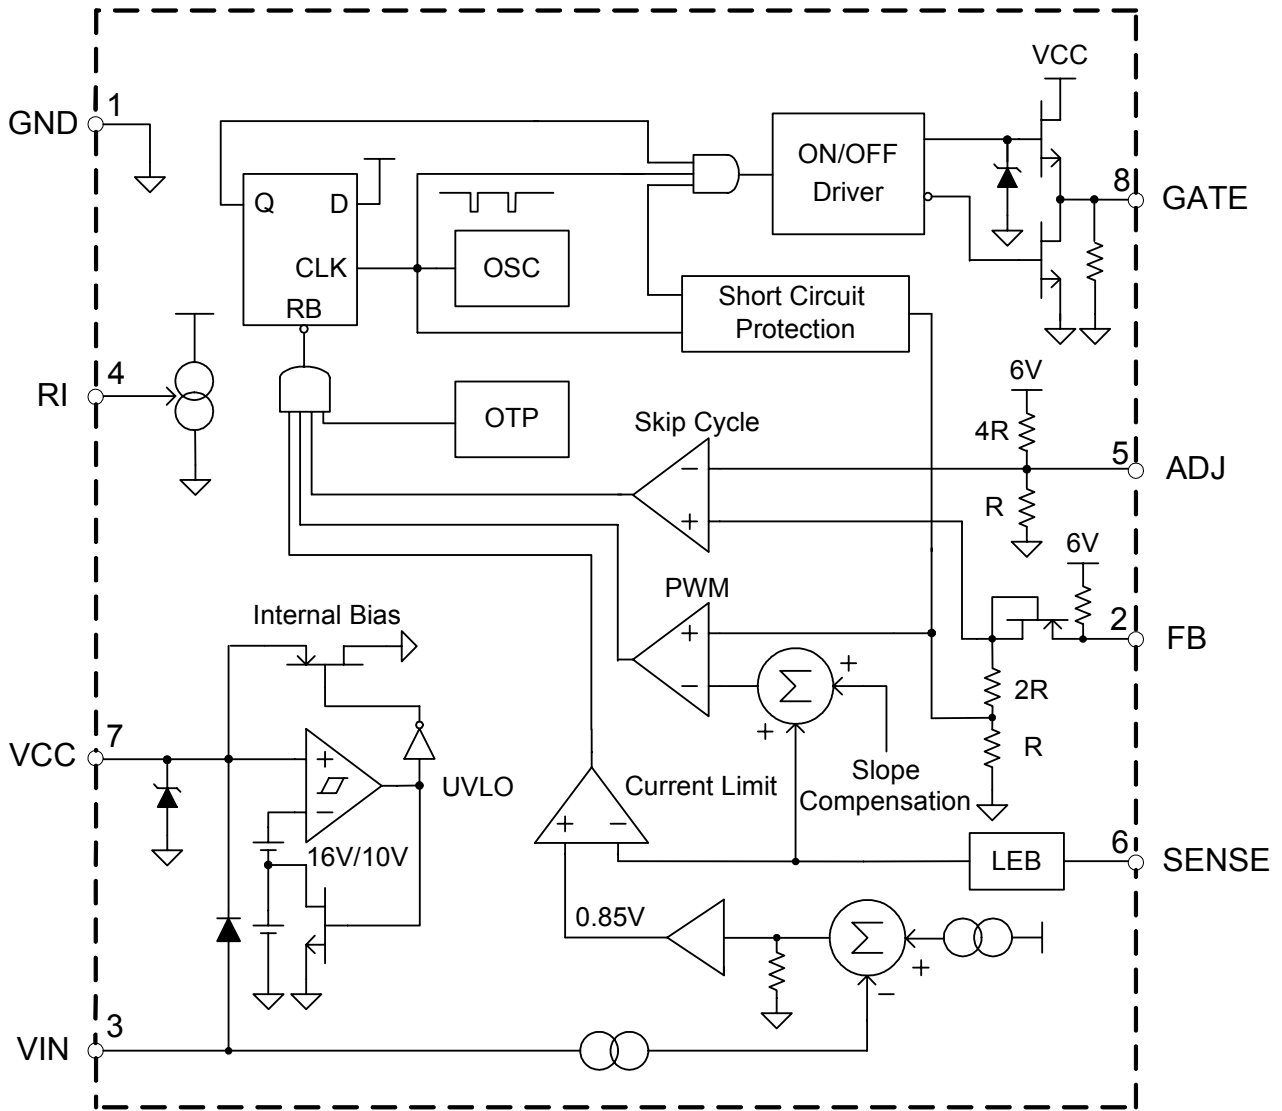 VCC
1
GND
ON/OFF
Driver
8
GATE
Q
D
CLK
OSC
RB
Short Circuit
Protection
4
RI
6V
4R
OTP
Skip Cycle
5
ADJ
−
R
+
6V
PWM
Internal Bias
2
FB
+
+
Σ
2R
−
+
7
VCC
R
+
UVLO
Current Limit
Slope
Compensation
−
+
−
16V/10V
LEB
6
SENSE
0.85V
Σ
+
−
3
VIN